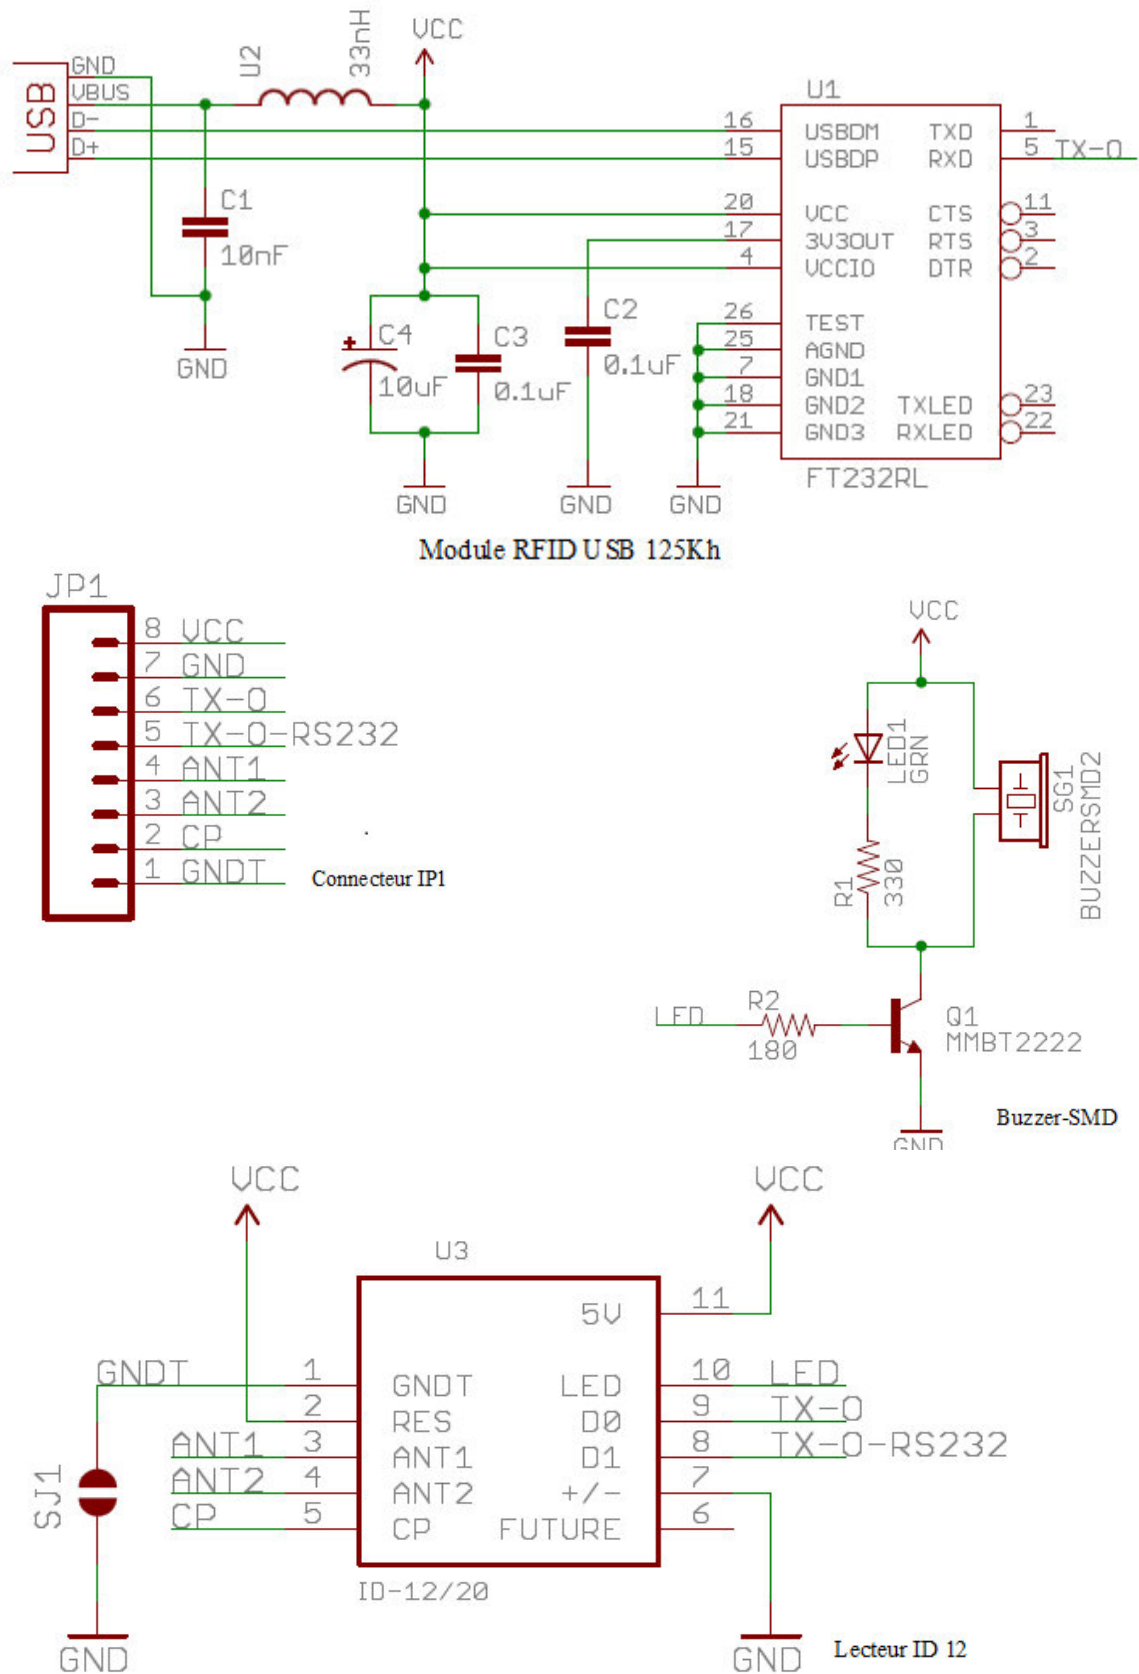 U2
33nH
VCC
USB
GND
VBUS
D-
D+
C1
10nF
GND
C4
10uF
C3
0.1uF
GND
C2
0.1uF
GND
GND
U1
16 USBDM TXD 1
15 USBDP RXD 5 TX-O
20 VCC CTS 11
17 3V3OUT RTS 3
4 VCCIO DTR 2
26 TEST
25 AGND
7 GND1
18 GND2 TXLED 23
21 GND3 RXLED 22
FT232RL
Module RFID USB 125Kh
JP1
8 VCC
7 GND
6 TX-O
5 TX-O-RS232
4 ANT1
3 ANT2
2 CP
1 GNDT
Connecteur IP1
VCC
LED1
GRN
R1
330
SG1
BUZZERSMD2
LED
R2
180
Q1
MMBT2222
GND
Buzzer-SMD
VCC
VCC
U3
5V 11
GNDT 1 GNDT LED 10 LED
2 RES D0 9 TX-O
ANT1 3 ANT1 D1 8 TX-O-RS232
ANT2 4 ANT2 +/- 7
CP 5 CP FUTURE 6
SJ1
ID-12/20
GND
GND
Lecteur ID 12